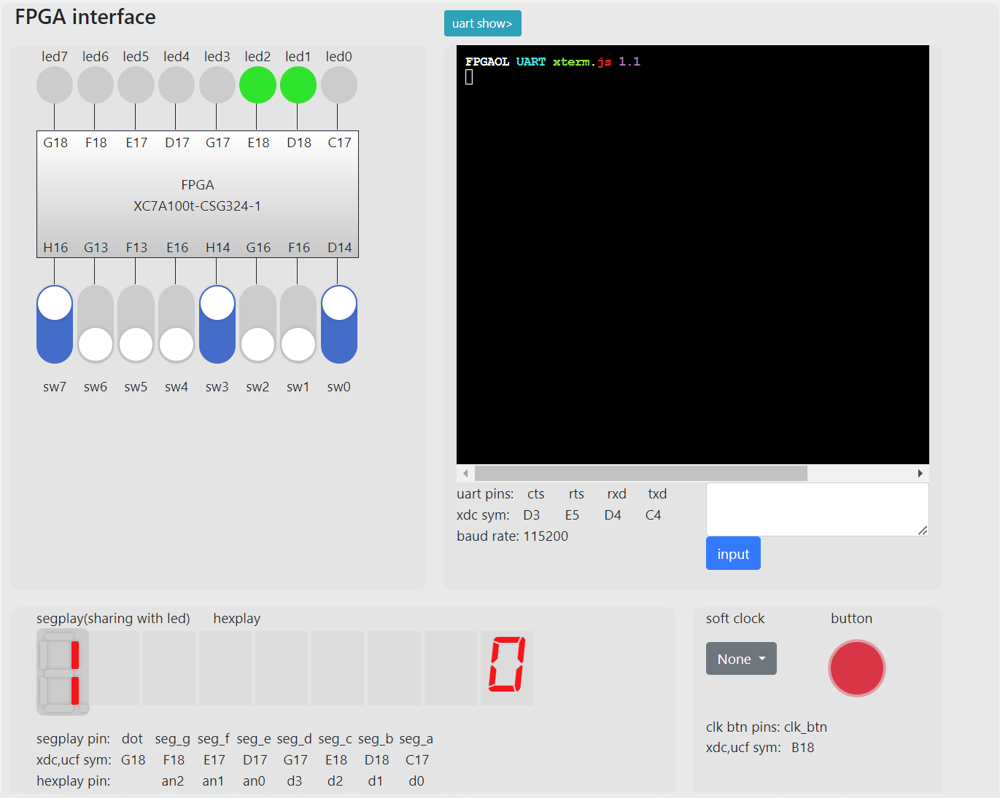 FPGA interface
uart show>
led7 led6 led5 led4 led3 led2 led1 led0
G18 F18 E17 D17 G17 E18 D18 C17
FPGA
XC7A100t-CSG324-1
H16 G13 F13 E16 H14 G16 F16 D14
sw7 sw6 sw5 sw4 sw3 sw2 sw1 sw0
FPGAOL UART xterm.js 1.1
uart pins: cts rts rxd txd
xdc sym: D3 E5 D4 C4
baud rate: 115200
input
segplay(sharing with led) hexplay
1 0
segplay pin: dot seg_g seg_f seg_e seg_d seg_c seg_b seg_a
xdc,ucf sym: G18 F18 E17 D17 G17 E18 D18 C17
hexplay pin: an2 an1 an0 d3 d2 d1 d0
soft clock button
None
clk btn pins: clk_btn
xdc,ucf sym: B18